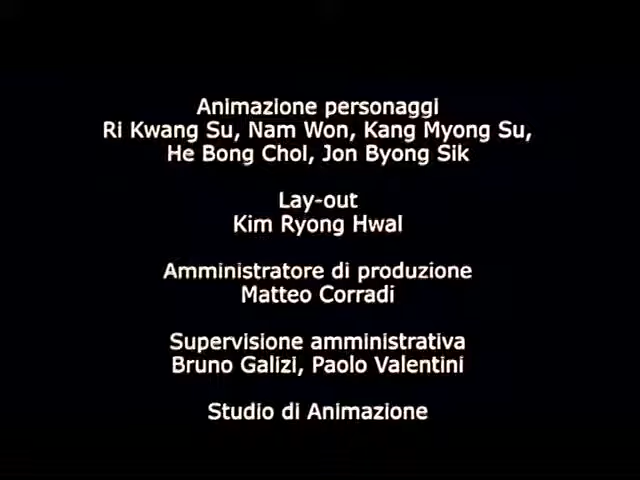 Animazione personaggi
Ri Kwang Su, Nam Won, Kang Myong Su,
He Bong Chol, Jon Byong Sik
Lay-out
Kim Ryong Hwal
Amministratore di produzione
Matteo Corradi
Supervisione amministrativa
Bruno Galizi, Paolo Valentini
Studio di Animazione